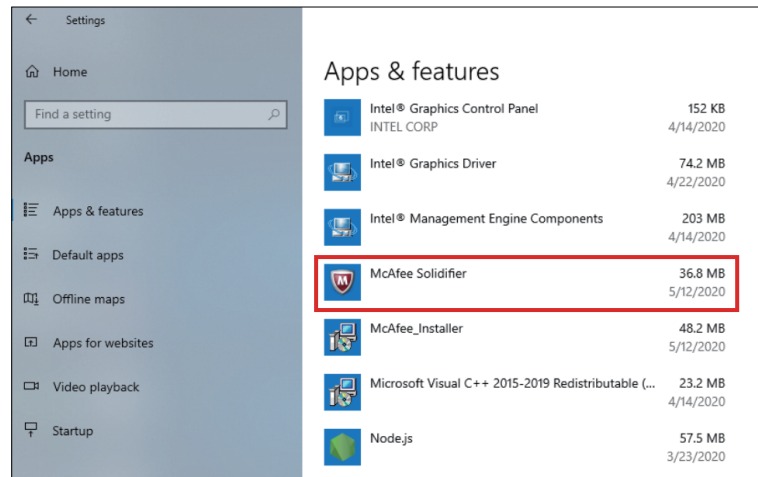 Settings
Home
Find a setting
Apps
Apps & features
Default apps
Offline maps
Apps for websites
Video playback
Startup
Apps & features
Intel® Graphics Control Panel 152 KB
INTEL CORP 4/14/2020
Intel® Graphics Driver 74.2 MB
4/22/2020
Intel® Management Engine Components 203 MB
4/14/2020
McAfee Solidifier 36.8 MB
5/12/2020
McAfee_Installer 48.2 MB
5/12/2020
Microsoft Visual C++ 2015-2019 Redistributable (... 23.2 MB
4/14/2020
Node.js 57.5 MB
3/23/2020